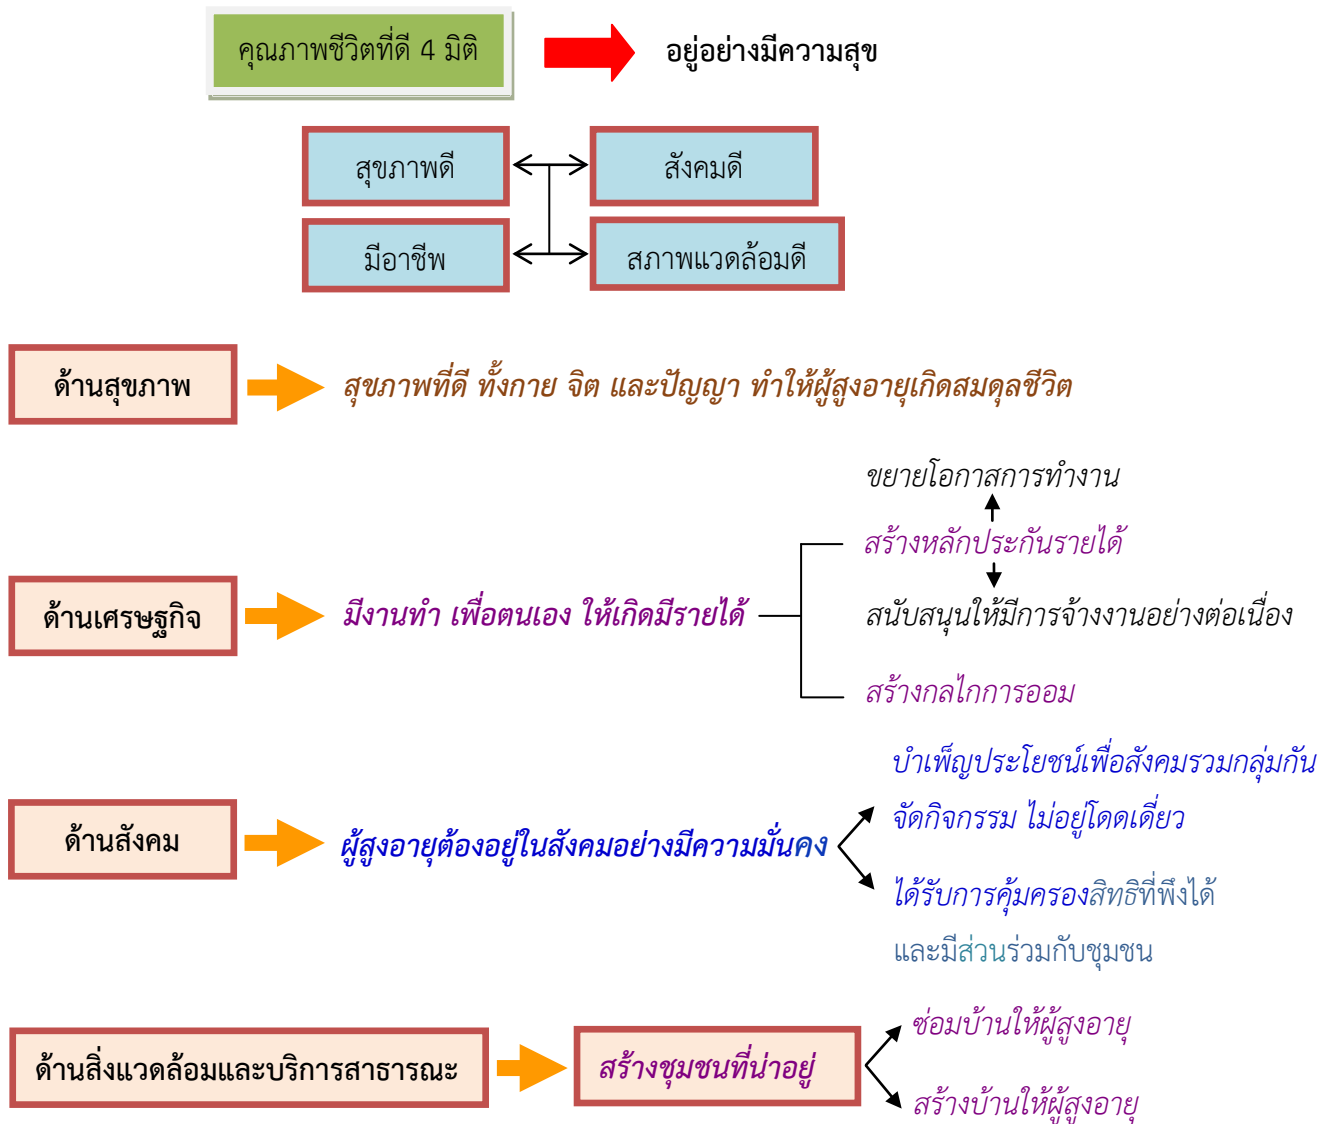 คุณภาพชีวิตที่ดี 4 มิติ
อยู่อย่างมีความสุข
สุขภาพดี
สังคมดี
มีอาชีพ
สภาพแวดล้อมดี
ด้านสุขภาพ
สุขภาพที่ดี ทั้งกาย จิต และปัญญา ทำให้ผู้สูงอายุเกิดสมดุลชีวิต
ขยายโอกาสการทำงาน
สร้างหลักประกันรายได้
ด้านเศรษฐกิจ
มีงานทำ เพื่อตนเอง ให้เกิดมีรายได้
สนับสนุนให้มีการจ้างงานอย่างต่อเนื่อง
สร้างกลไกการออม
บำเพ็ญประโยชน์เพื่อสังคมรวมกลุ่มกัน
จัดกิจกรรม ไม่อยู่โดดเดี่ยว
ด้านสังคม
ผู้สูงอายุต้องอยู่ในสังคมอย่างมีความมั่นคง
ได้รับการคุ้มครองสิทธิที่พึงได้
และมีส่วนร่วมกับชุมชน
ด้านสิ่งแวดล้อมและบริการสาธารณะ
สร้างชุมชนที่น่าอยู่
ซ่อมบ้านให้ผู้สูงอายุ
สร้างบ้านให้ผู้สูงอายุ